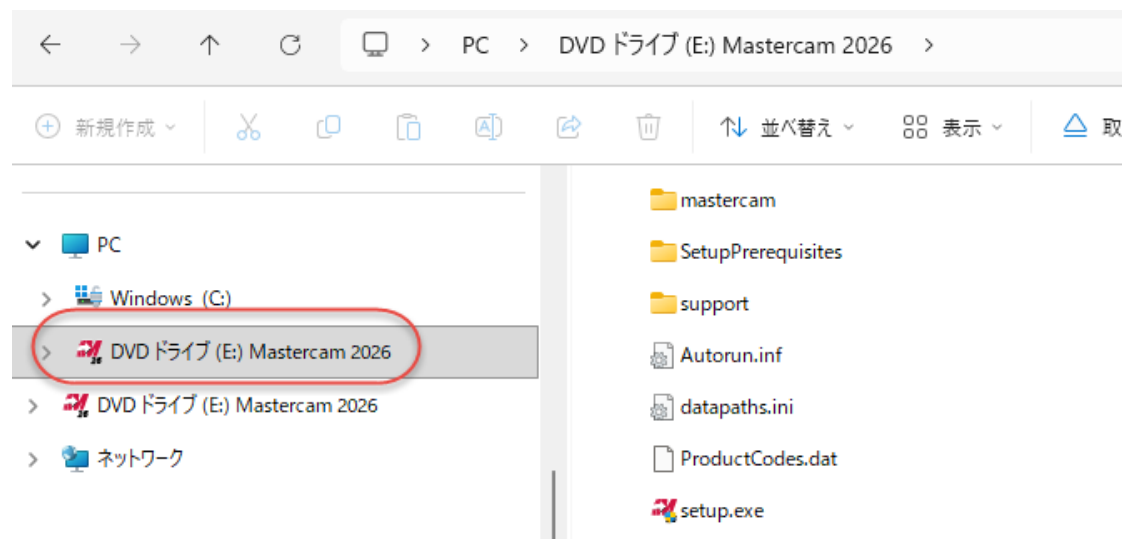 PC > DVD ドライブ (E:) Mastercam 2026 >
新規作成 並べ替え 表示 取
PC
Windows (C:)
DVD ドライブ (E:) Mastercam 2026
DVD ドライブ (E:) Mastercam 2026
ネットワーク
mastercam
SetupPrerequisites
support
Autorun.inf
datapaths.ini
ProductCodes.dat
setup.exe